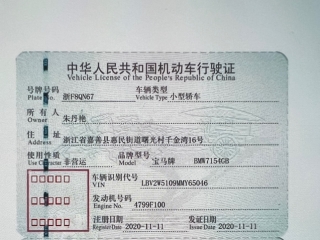 中华人民共和国机动车行驶证
Vehicle License of the People's Republic of China
号牌号码 浙F8QN67 车辆类型 小型轿车
Plate No. Vehicle Type
所有人 朱丹艳
Owner
住址 浙江省嘉善县惠民街道曙光村千金湾16号
Address
使用性质 非营运 品牌型号 宝马牌 BMW7154GB
Use Character Model
车辆识别代号 LBV2W5109MMY65046
VIN
发动机号码 4799F100
Engine No.
注册日期 2020-11-11 发证日期 2020-11-11
Register Date Issue Date